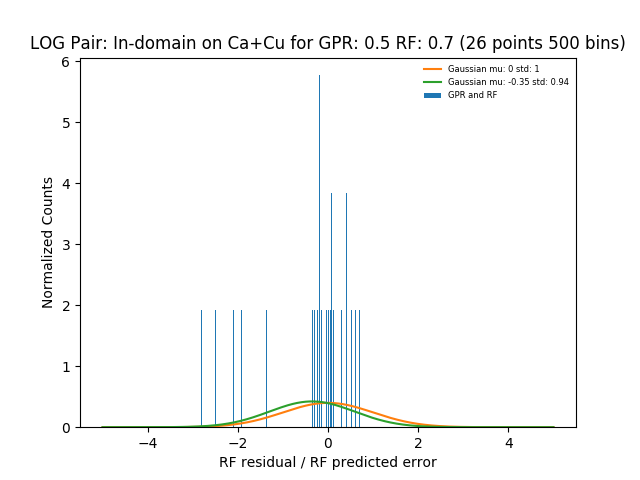 LOG Pair: In-domain on Ca+Cu for GPR: 0.5 RF: 0.7 (26 points 500 bins)
Gaussian mu: 0 std: 1
Gaussian mu: -0.35 std: 0.94
GPR and RF
Normalized Counts
6
5
4
3
2
1
0
−4 −2 0 2 4
RF residual / RF predicted error